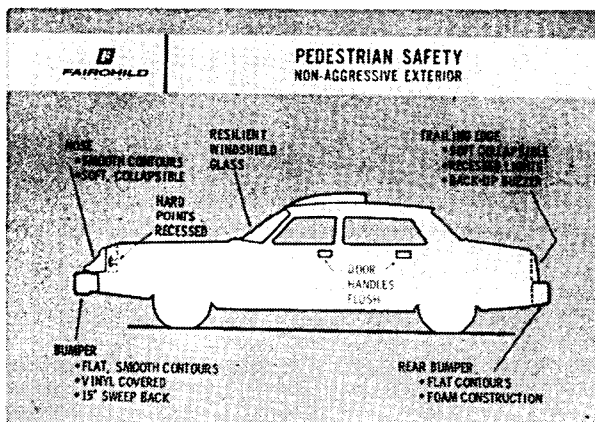 FAIRCHILD
PEDESTRIAN SAFETY
NON-AGGRESSIVE EXTERIOR
NOSE
•SMOOTH CONTOURS
•SOFT, COLLAPSIBLE
HARD
POINTS
RECESSED
RESILIENT
WINDSHIELD
GLASS
TRAILING EDGE
•SOFT COLLAPSIBLE
•RECESSED LIGHTS
•BACK-UP BUZZER
DOOR
HANDLES
FLUSH
BUMPER
•FLAT, SMOOTH CONTOURS
•VINYL COVERED
•15° SWEEP BACK
REAR BUMPER
•FLAT CONTOURS
•FOAM CONSTRUCTION